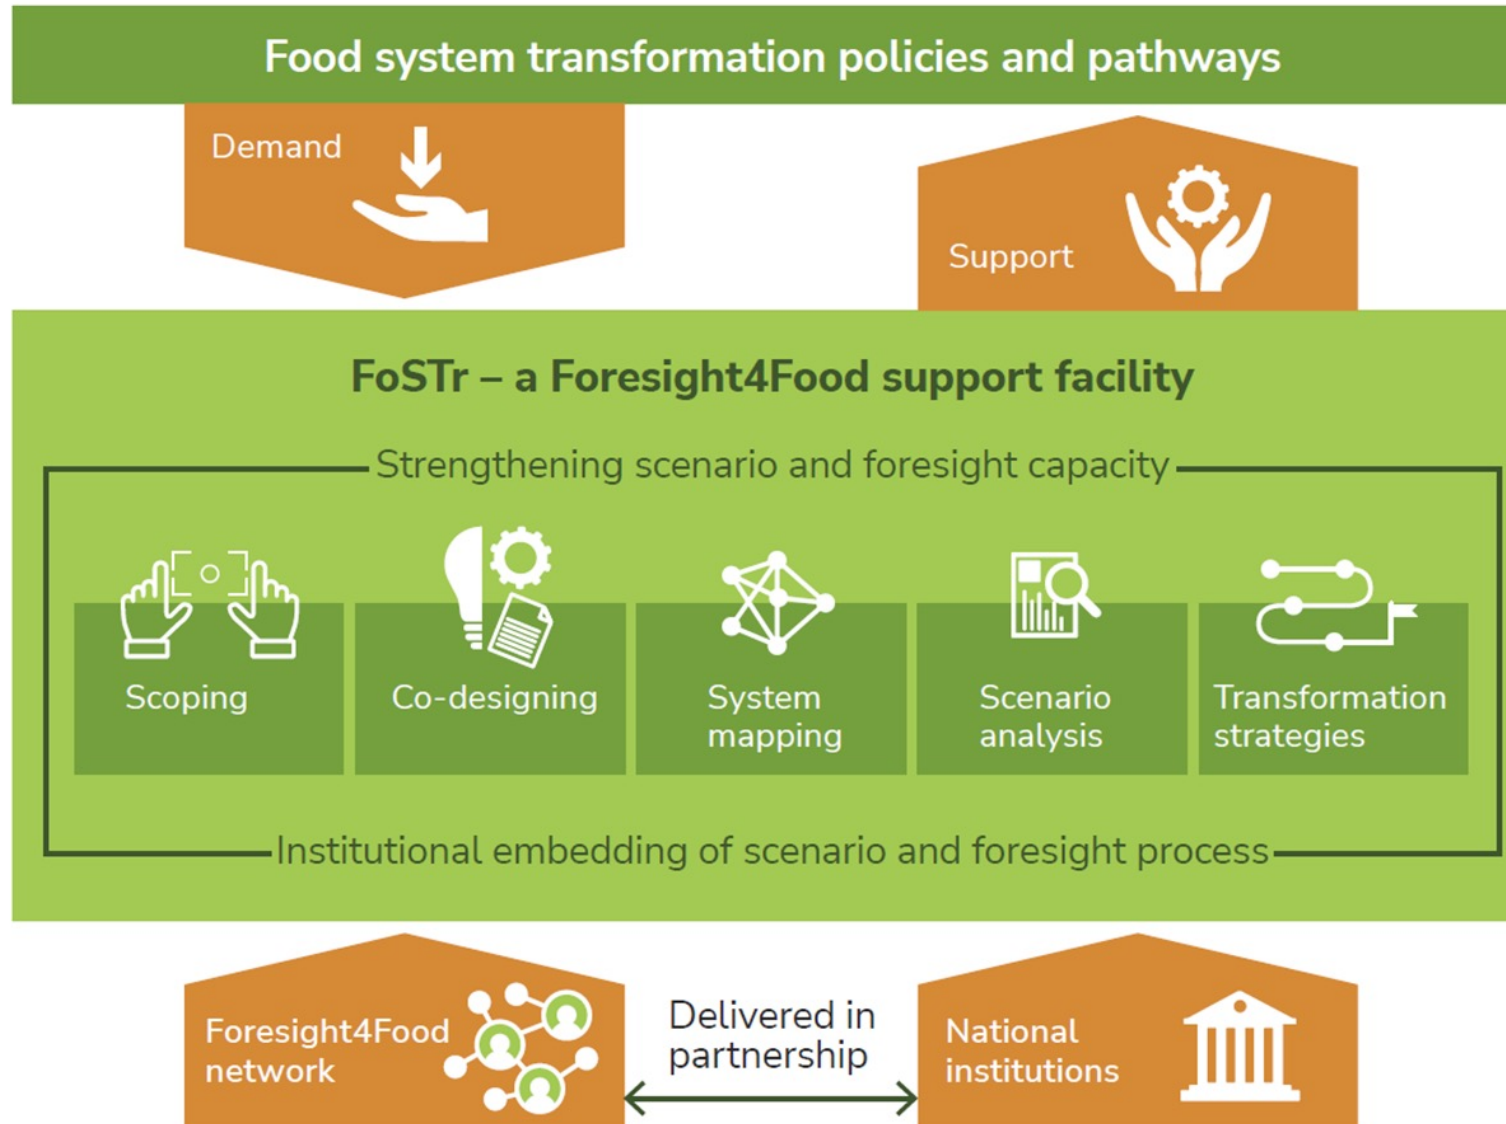 Food system transformation policies and pathways
Demand
Support
FoSTr – a Foresight4Food support facility
Strengthening scenario and foresight capacity
Scoping
Co-designing
System
mapping
Scenario
analysis
Transformation
strategies
Institutional embedding of scenario and foresight process
Foresight4Food
network
Delivered in
partnership
National
institutions